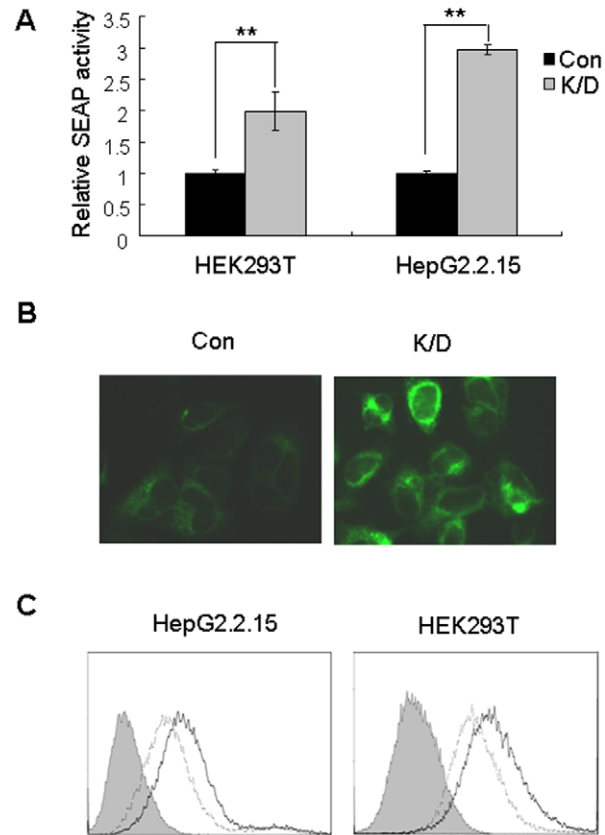 A
Relative SEAP activity
3.5
3
2.5
2
1.5
1
0.5
0
**
**
Con
K/D
HEK293T
HepG2.2.15
B
Con
K/D
C
HepG2.2.15
HEK293T